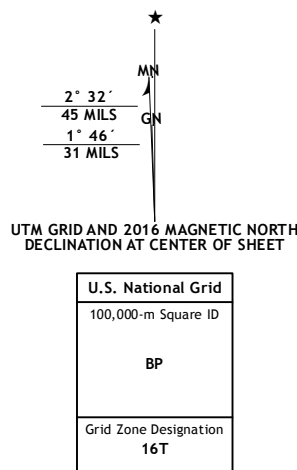 MN
2° 32´
45 MILS
GN
1° 46´
31 MILS
UTM GRID AND 2016 MAGNETIC NORTH
DECLINATION AT CENTER OF SHEET
U.S. National Grid
100,000-m Square ID
BP
Grid Zone Designation
16T